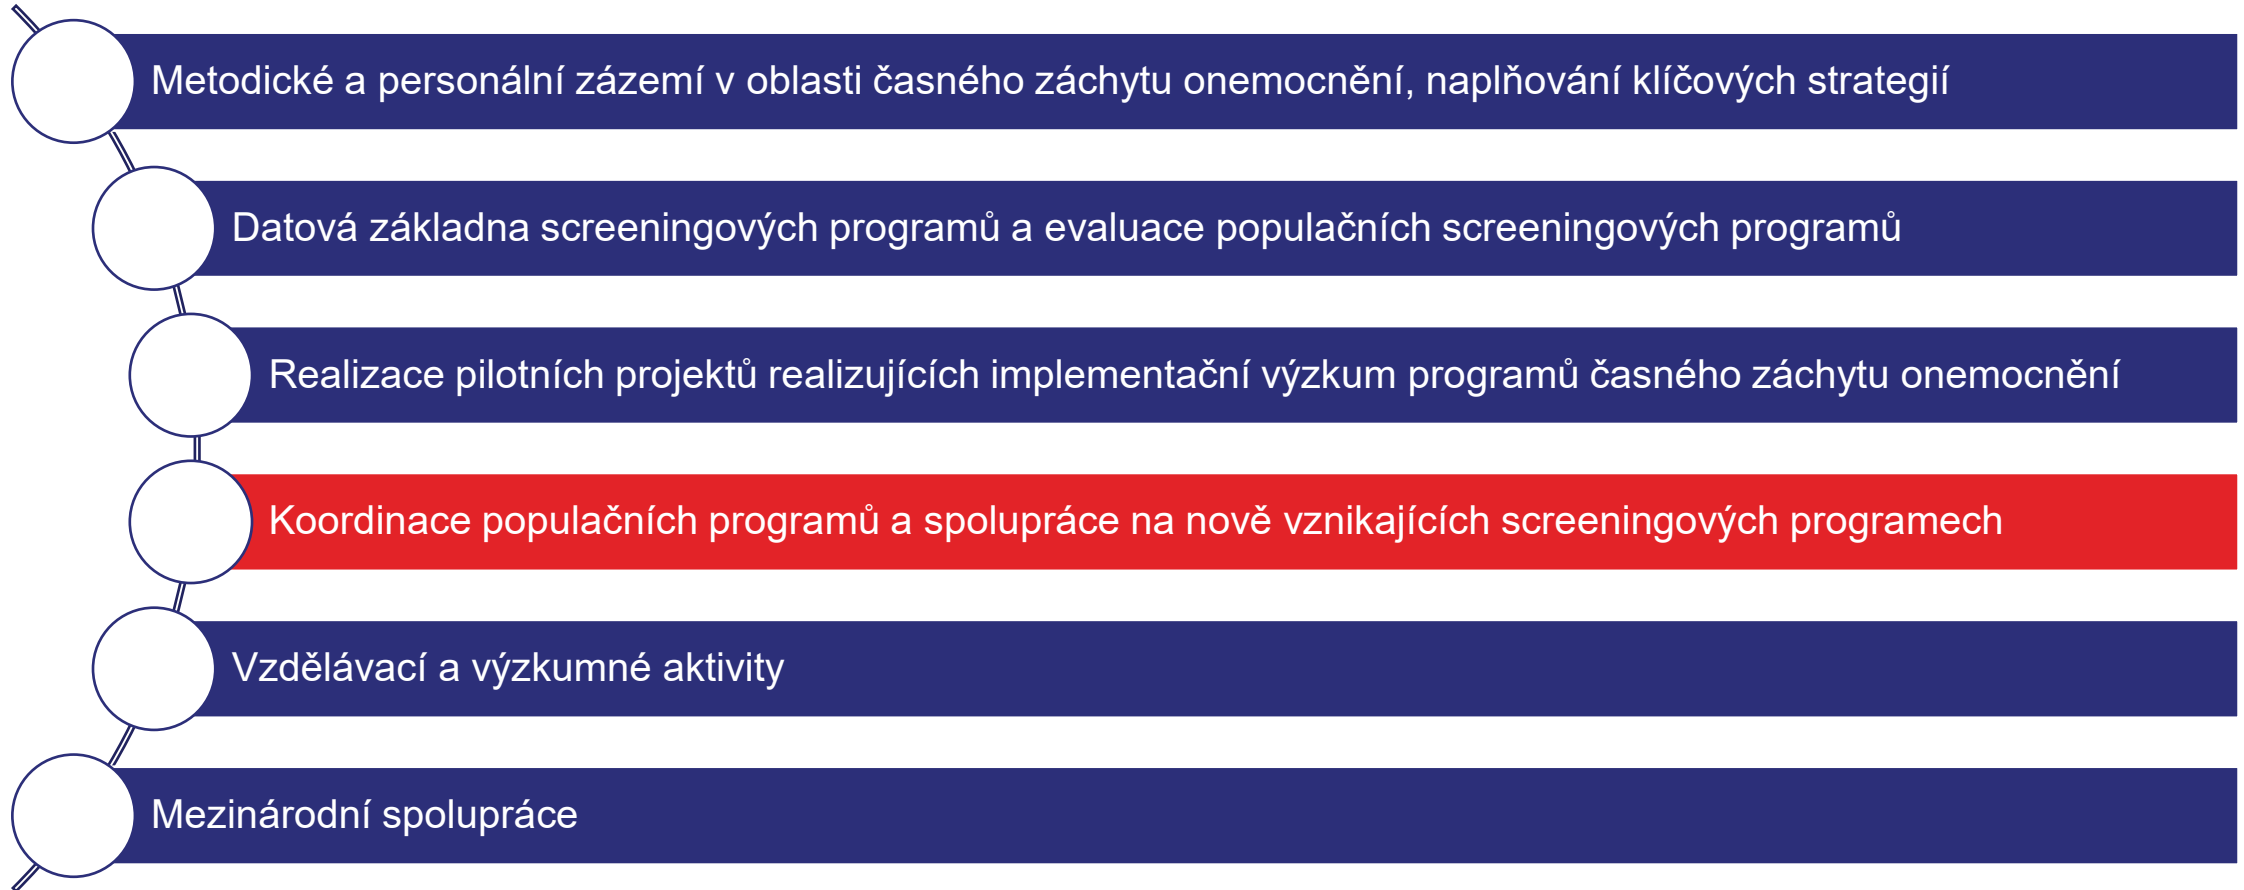 Metodické a personální zázemí v oblasti časného záchytu onemocnění, naplňování klíčových strategií
Datová základna screeningových programů a evaluace populačních screeningových programů
Realizace pilotních projektů realizujících implementační výzkum programů časného záchytu onemocnění
Koordinace populačních programů a spolupráce na nově vznikajících screeningových programech
Vzdělávací a výzkumné aktivity
Mezinárodní spolupráce